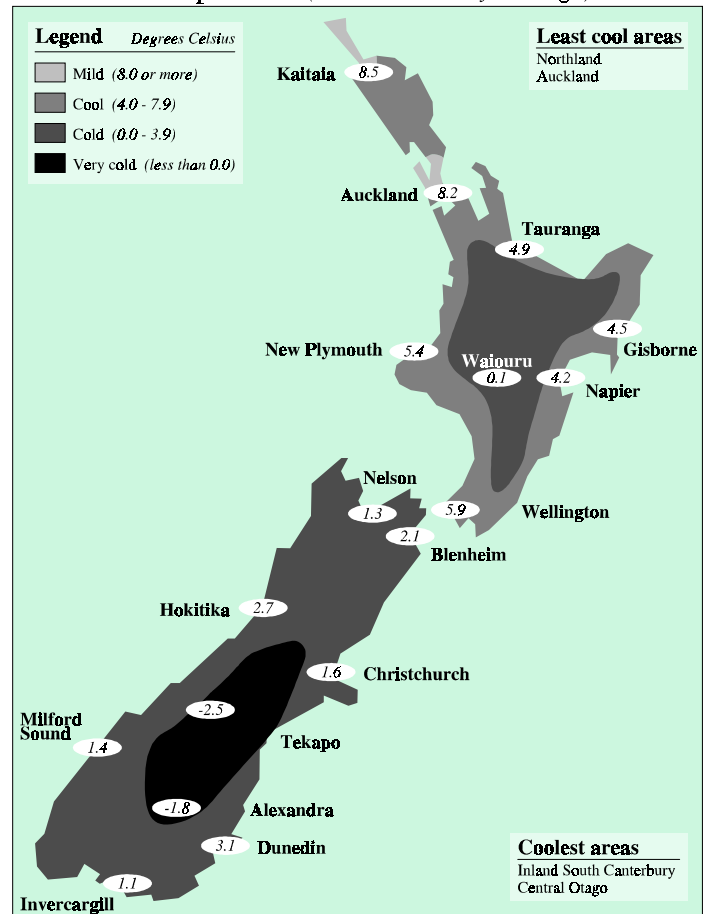 Legend Degrees Celsius
Mild (8.0 or more)
Cool (4.0 - 7.9)
Cold (0.0 - 3.9)
Very cold (less than 0.0)
Least cool areas
Northland
Auckland
Kaitaia 8.5
Auckland 8.2
Tauranga
4.9
4.5
Gisborne
New Plymouth 5.4
Waiouru
0.1
4.2
Napier
Nelson
1.3
5.9
Wellington
2.1
Blenheim
Hokitika 2.7
1.6 Christchurch
-2.5
Tekapo
Milford
Sound
1.4
-1.8
Alexandra
3.1 Dunedin
1.1
Invercargill
Coolest areas
Inland South Canterbury
Central Otago